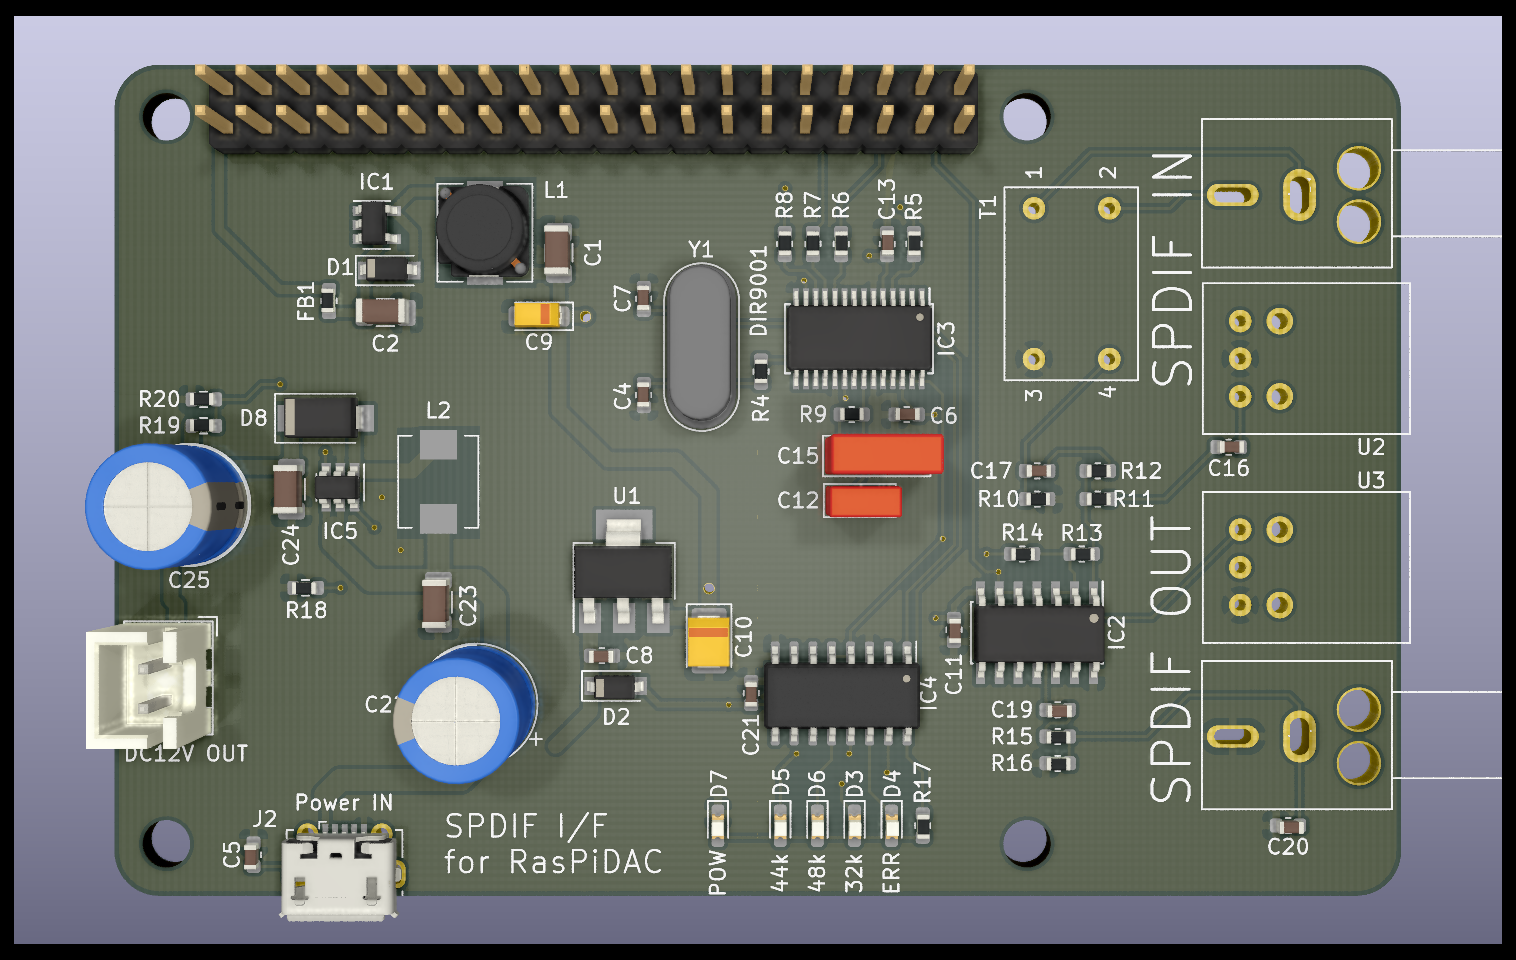 IC1
L1
C1
D1
FB1
C2
C9
R8
R7
R6
C13
R5
T1
1
2
3
4
SPDIF IN
Y1
C7
C4
DIR9001
IC3
R4
R9
C6
C15
C12
R20
R19
D8
L2
C24
IC5
C25
R18
C23
U1
C10
C8
D2
C2
+
C21
IC4
C11
IC2
C17
R12
R10
R11
R14
R13
C16
U2
U3
SPDIF OUT
C19
R15
R16
C20
DC12V OUT
Power IN
J2
C5
SPDIF I/F
for RasPiDAC
D7
D5
D6
D3
D4
R17
POW
44k
48k
32k
ERR